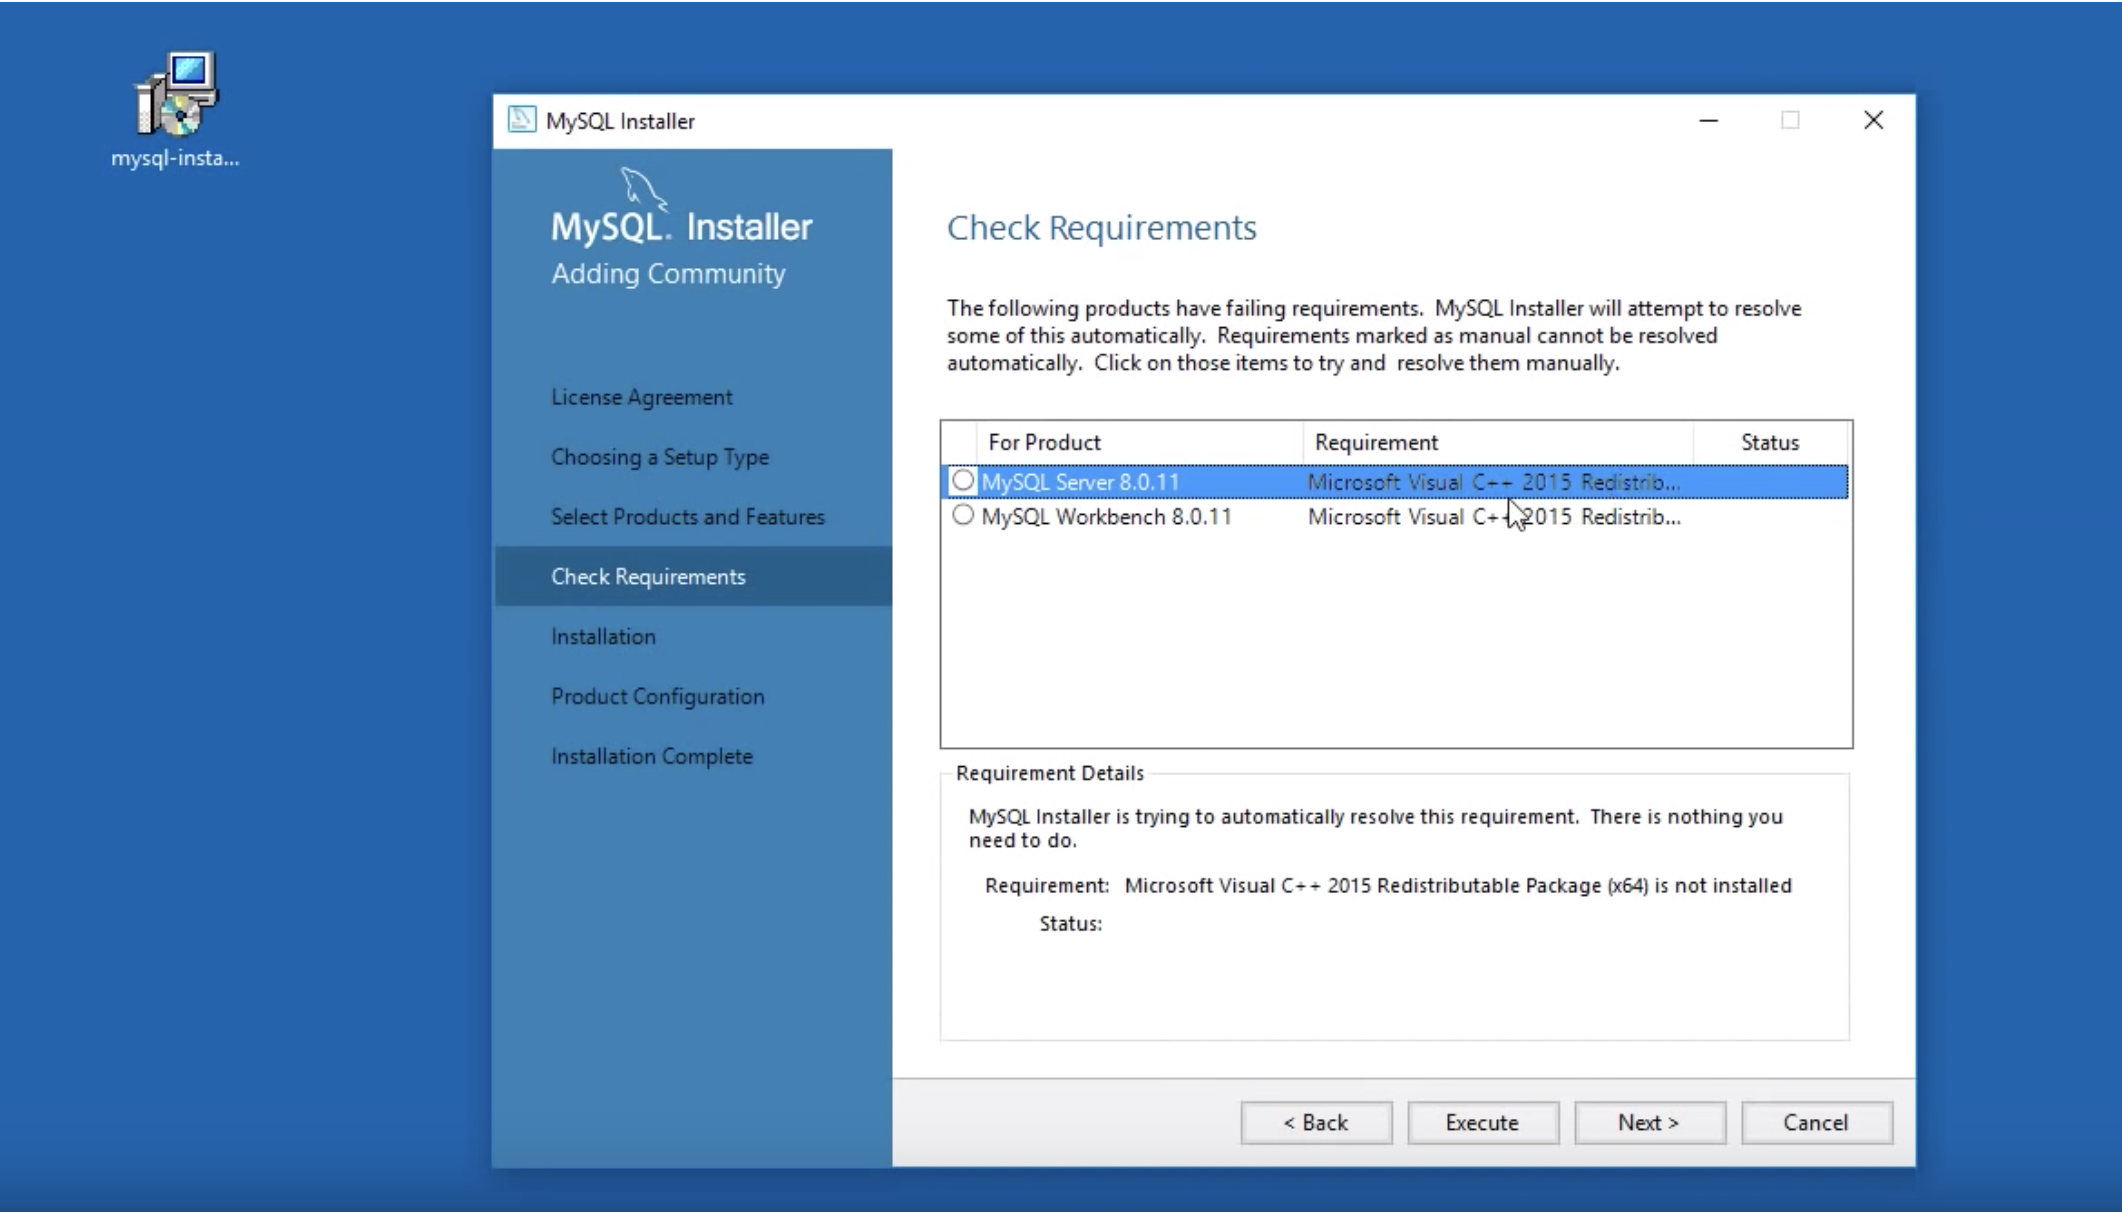 mysql-insta...
MySQL Installer
MySQL. Installer
Adding Community
License Agreement
Choosing a Setup Type
Select Products and Features
Check Requirements
Installation
Product Configuration
Installation Complete
Check Requirements
The following products have failing requirements.  MySQL Installer will attempt to resolve
some of this automatically.  Requirements marked as manual cannot be resolved
automatically.  Click on those items to try and  resolve them manually.
For Product Requirement Status
MySQL Server 8.0.11 Microsoft Visual C++ 2015 Redistrib...
MySQL Workbench 8.0.11 Microsoft Visual C++ 2015 Redistrib...
Requirement Details
MySQL Installer is trying to automatically resolve this requirement.  There is nothing you
need to do.
Requirement: Microsoft Visual C++ 2015 Redistributable Package (x64) is not installed
Status:
< Back Execute Next > Cancel